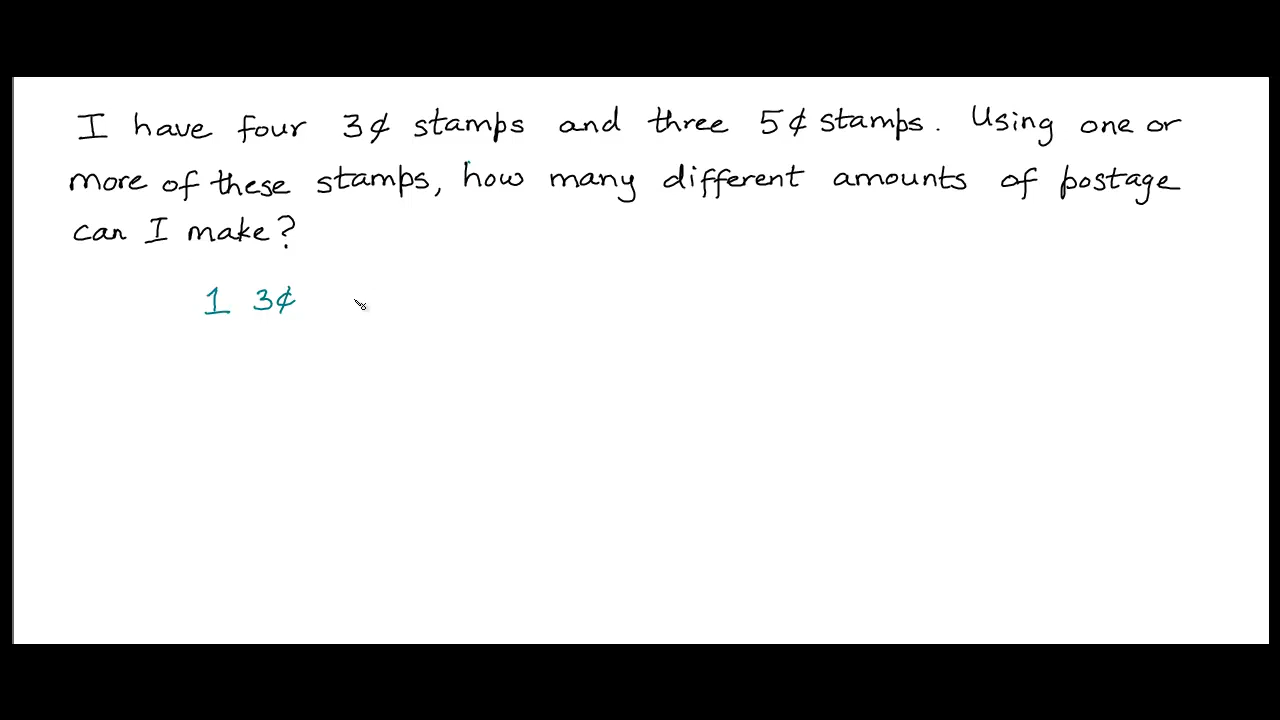 I have four 3¢ stamps and three 5¢ stamps. Using one or
more of these stamps, how many different amounts of postage
can I make?
1 3¢